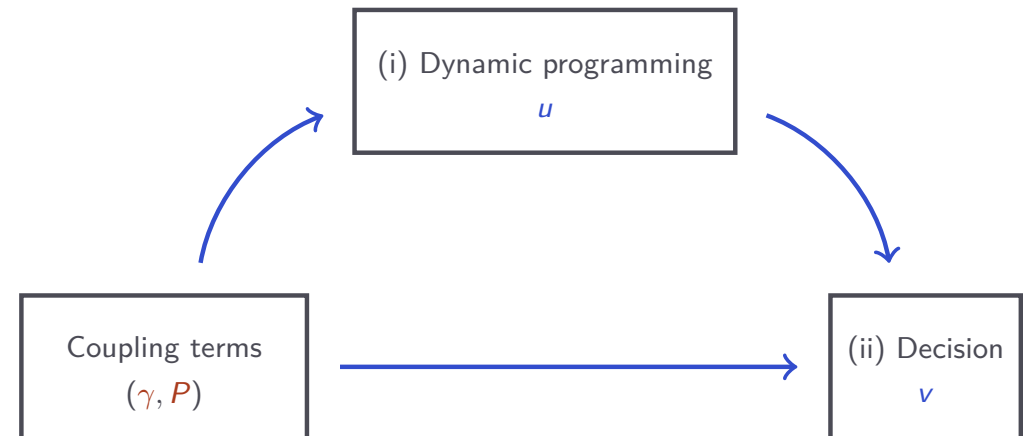 (i) Dynamic programming
u
Coupling terms
(γ, P)
(ii) Decision
v